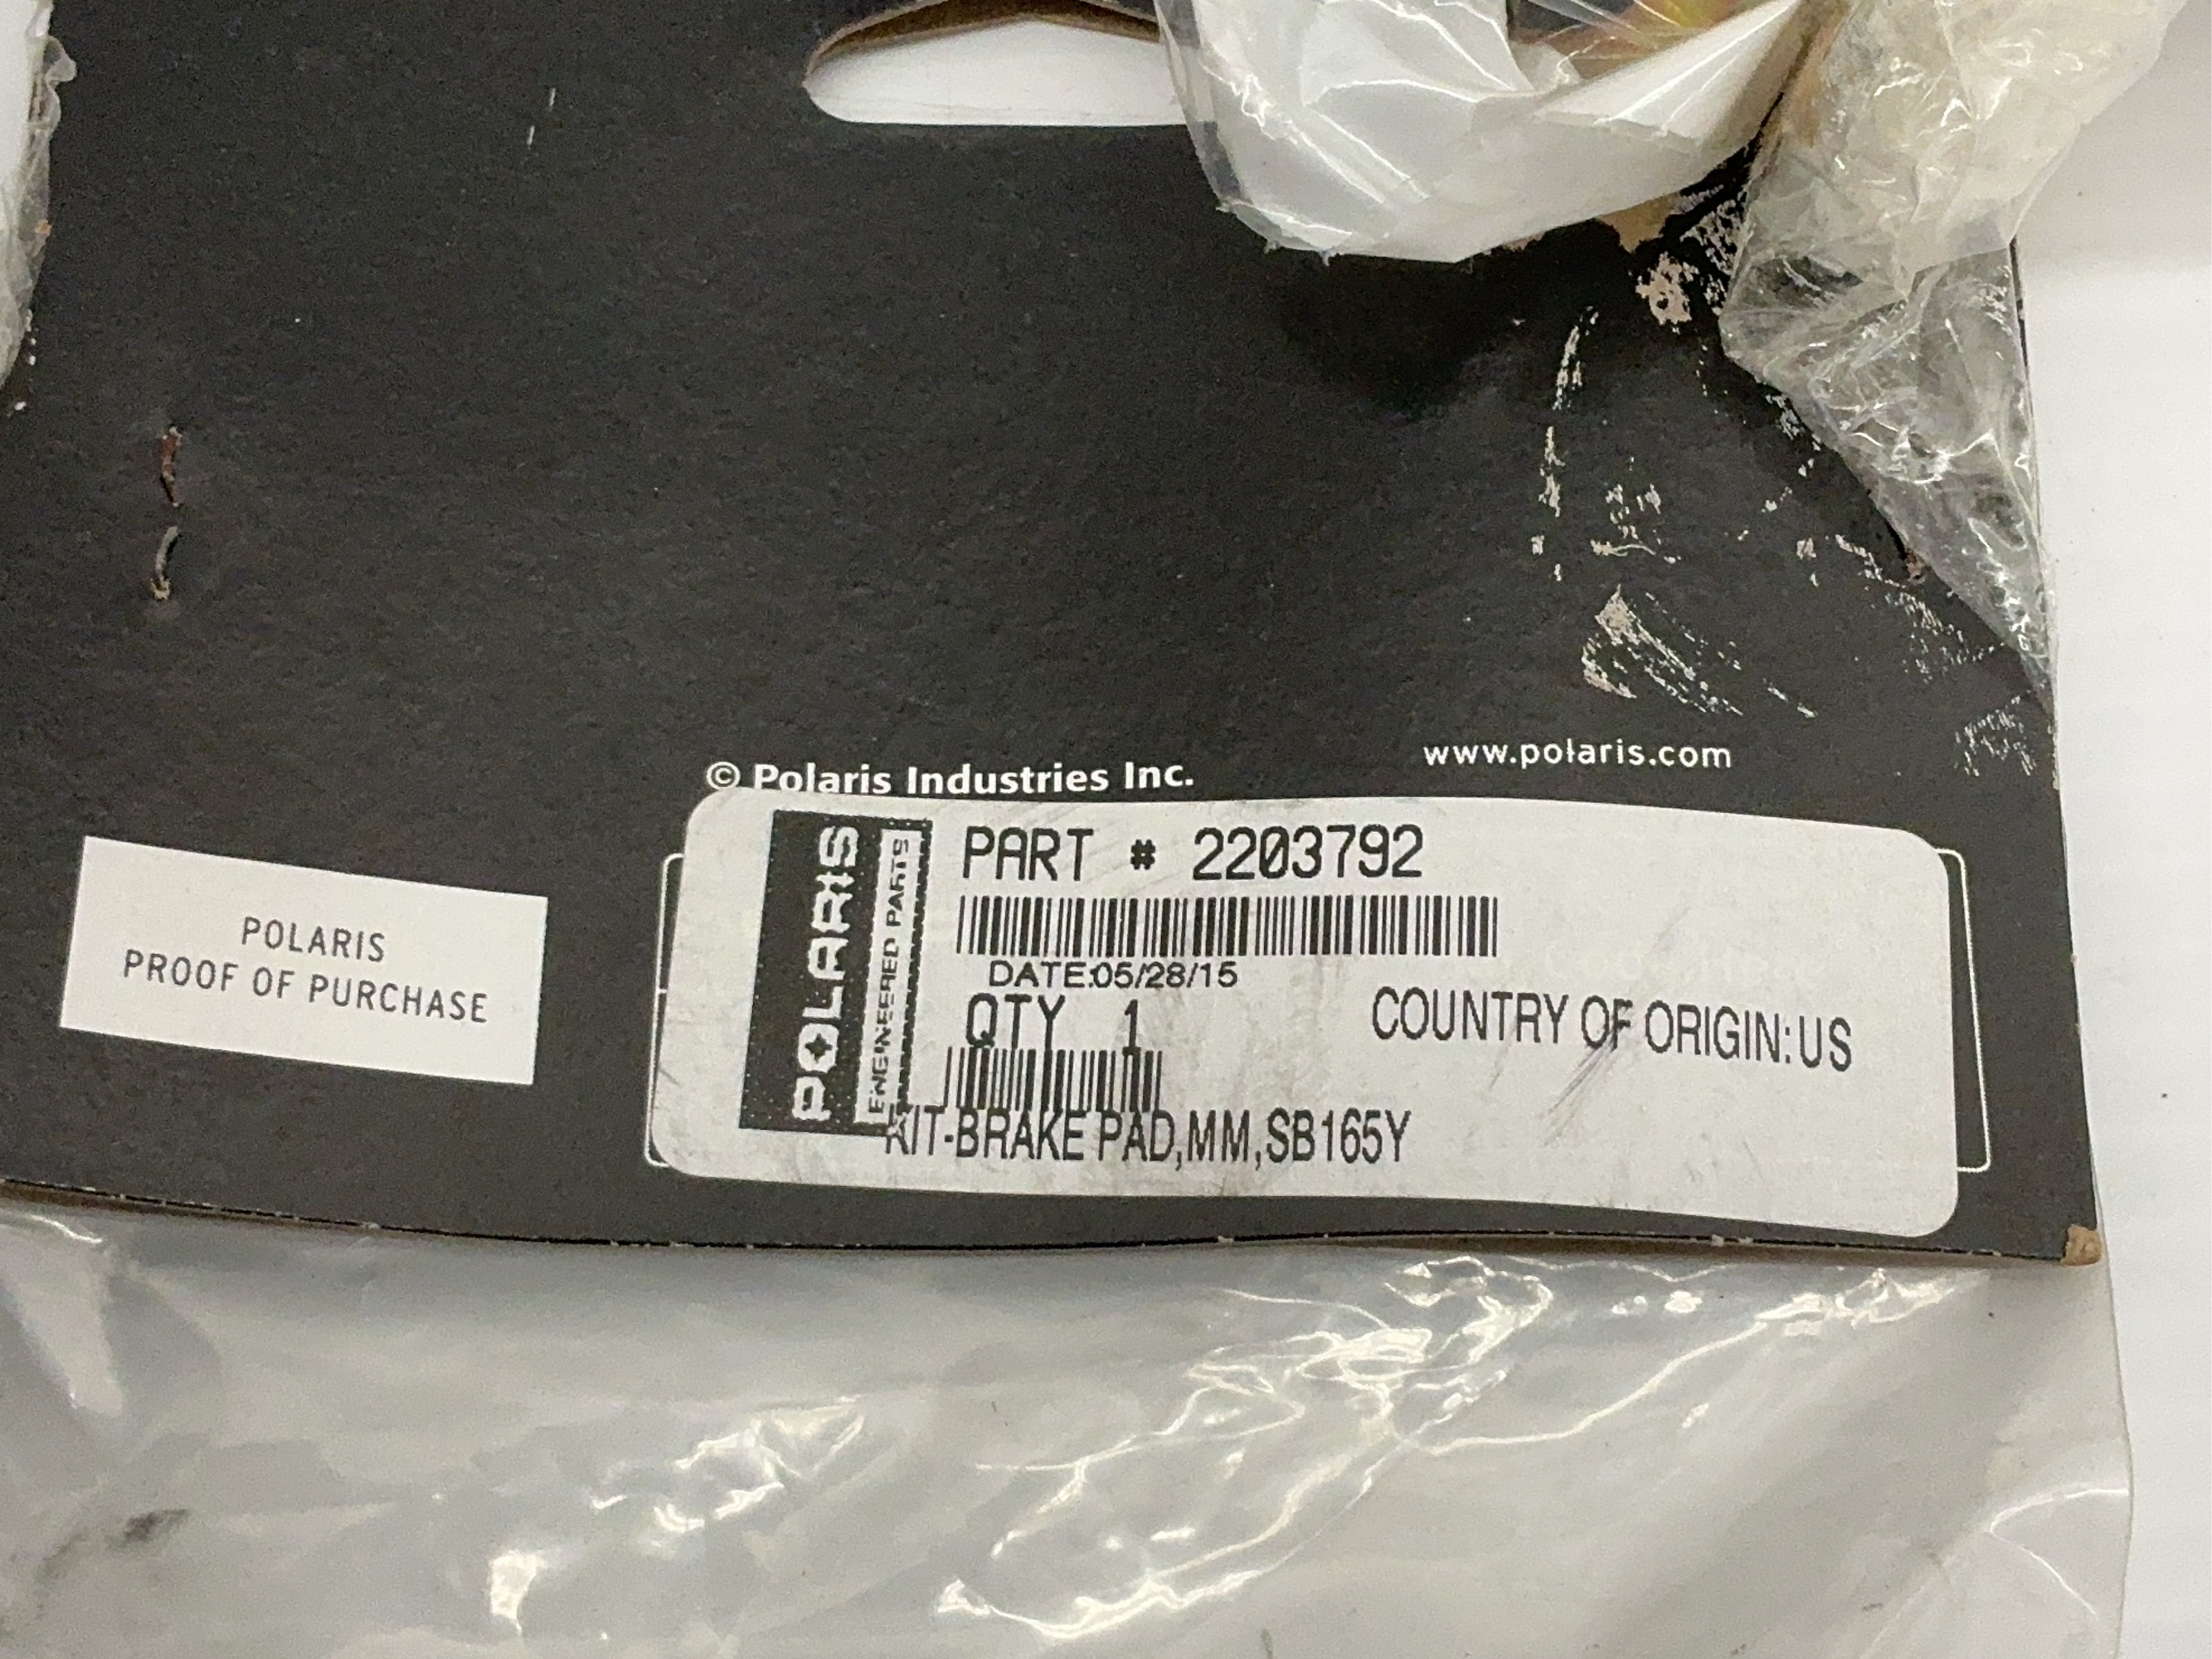 © Polaris Industries Inc.
www.polaris.com
POLARIS
PROOF OF PURCHASE
POLARIS
ENGINEERED PARTS
PART # 2203792
DATE:05/28/15
QTY 1
COUNTRY OF ORIGIN:US
KIT-BRAKE PAD,MM,SB165Y